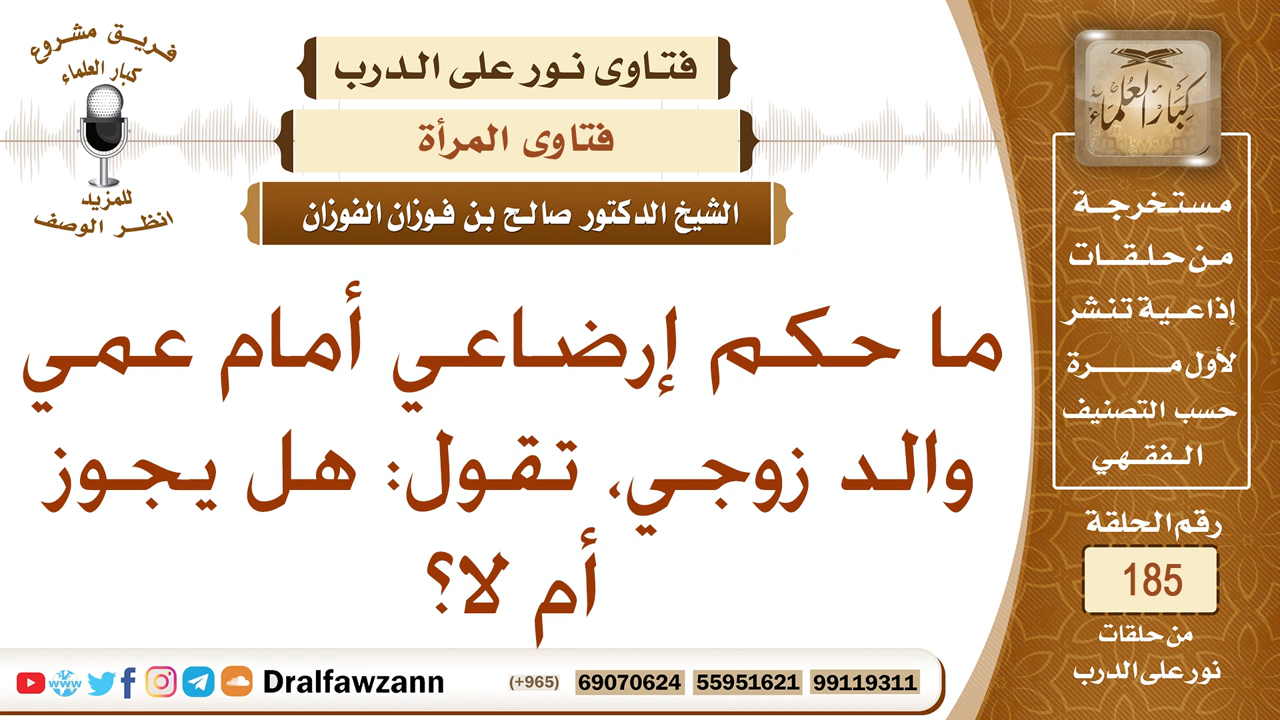 فريق مشروع
كبار العلماء
للمزيد
انظر الوصف
فتاوى نور على الدرب
فتاوى المرأة
الشيخ الدكتور صالح بن فوزان الفوزان
ما حكم إرضاعي أمام عمي
والد زوجي، تقول: هل يجوز
أم لا؟
كبار العلماء
مستخرجة
من حلقات
إذاعية تنشر
لأول مرة
حسب التصنيف
الفقهي
رقم الحلقة
185
من حلقات
نور على الدرب
www
Dralfawzann
(+965) 69070624 55951621 99119311